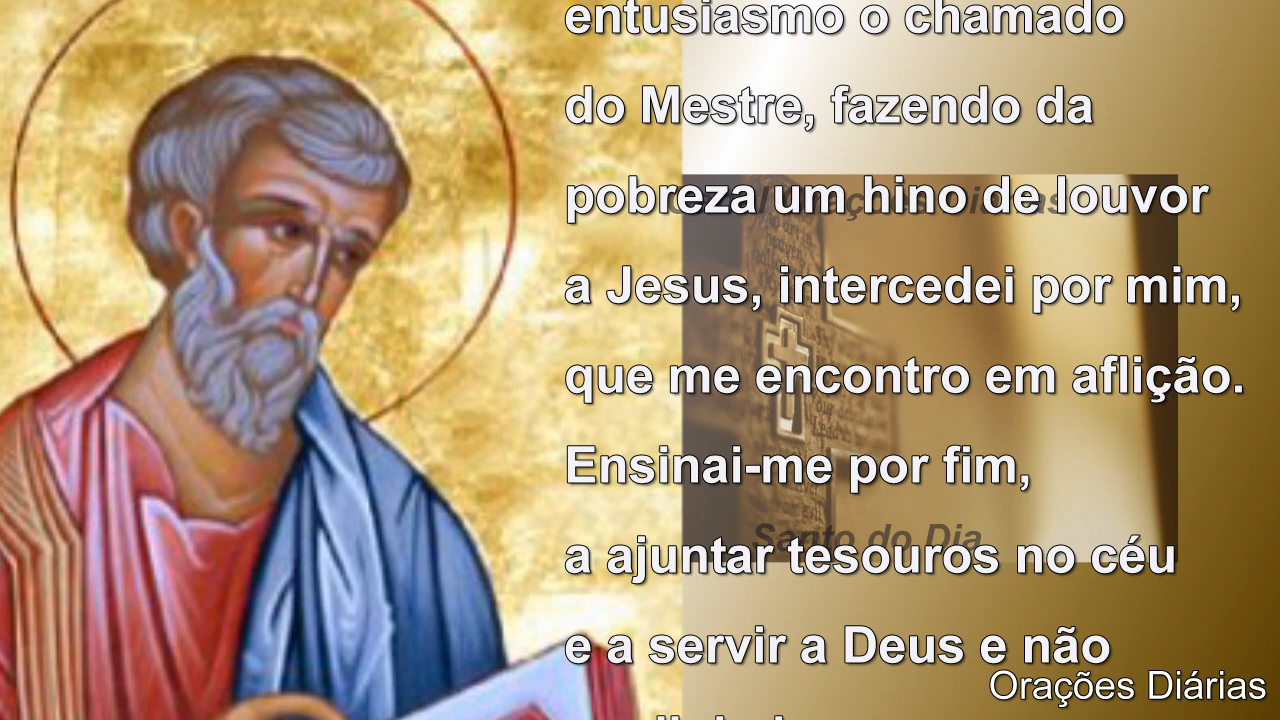 entusiasmo o chamado
do Mestre, fazendo da
pobreza um hino de louvor
a Jesus, intercedei por mim,
que me encontro em aflição.
Ensinai-me por fim,
Santo do Dia
a ajuntar tesouros no céu
e a servir a Deus e não
Orações Diárias